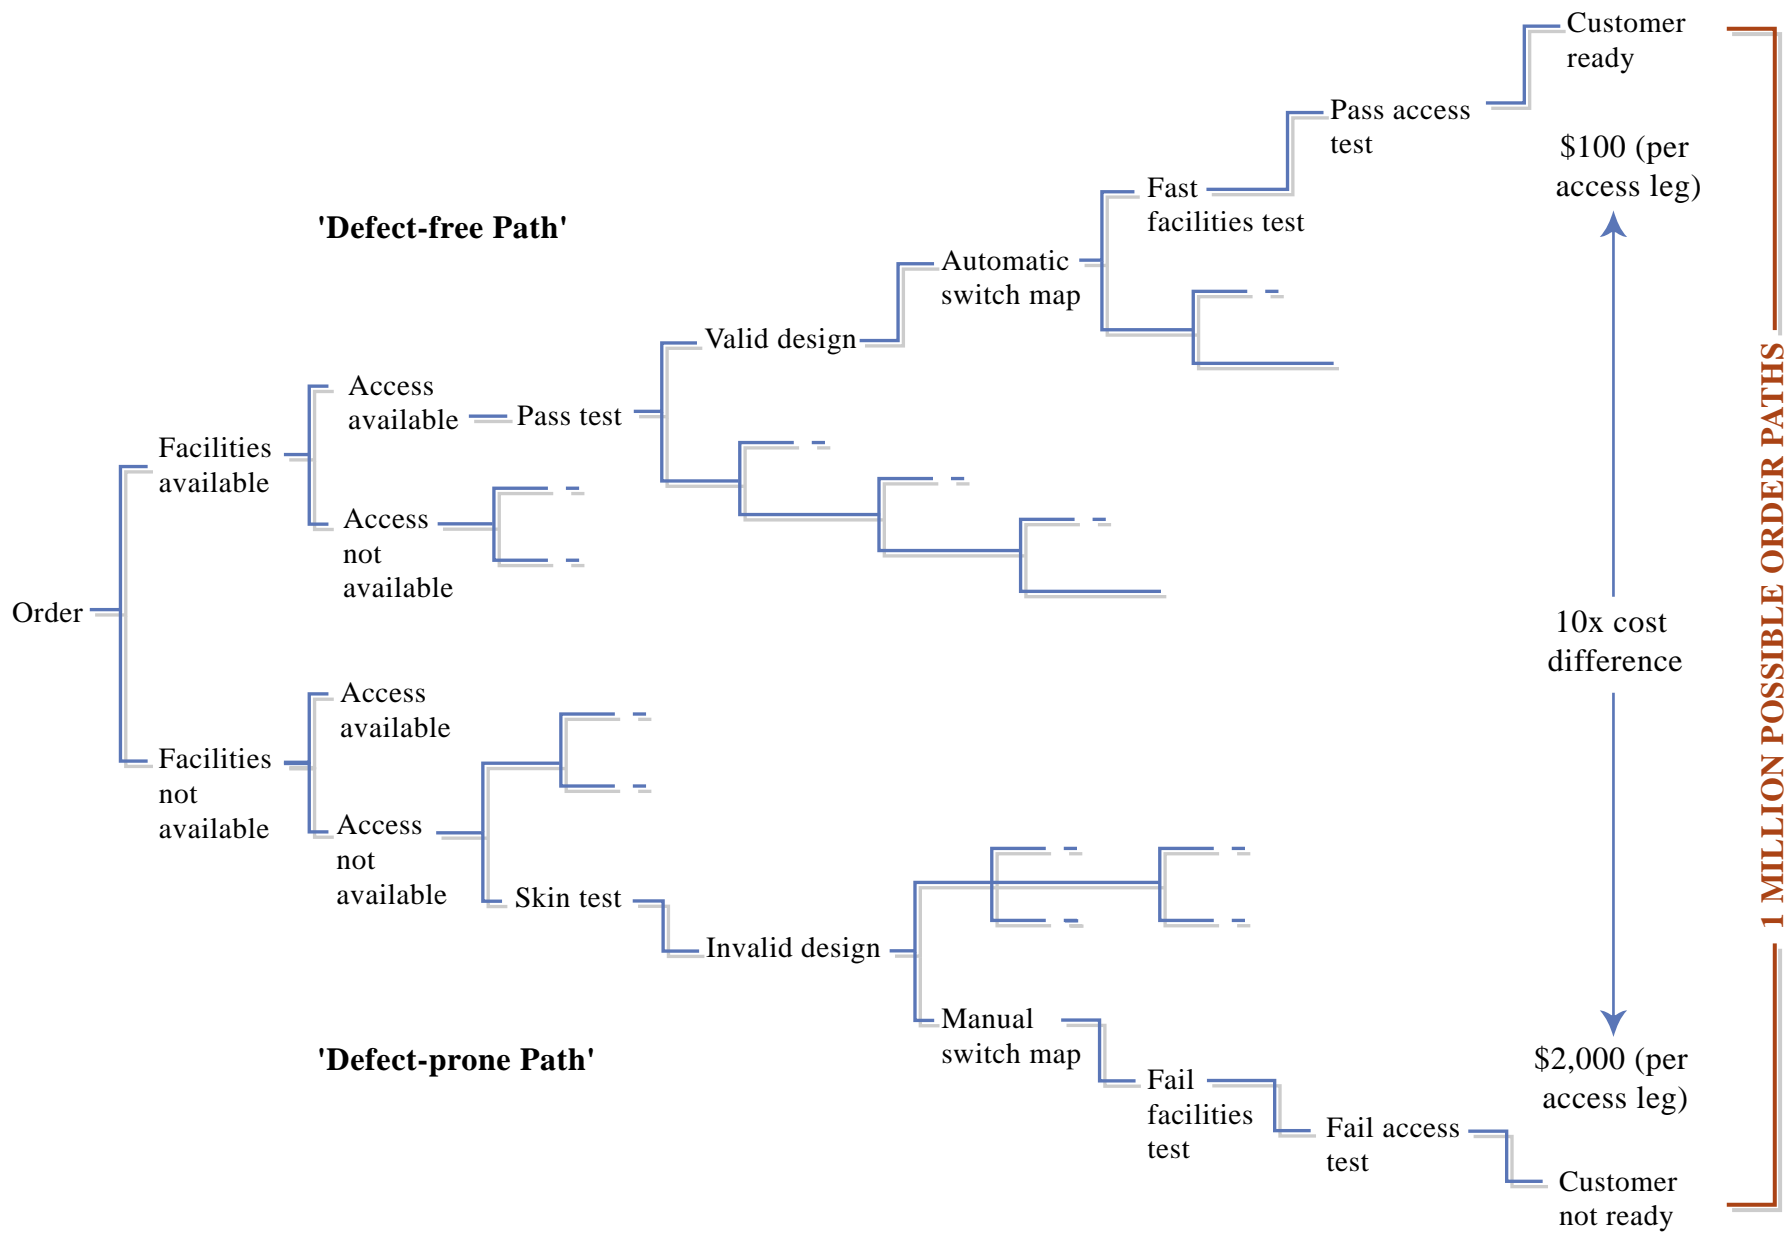 Customer
ready
Pass access
test
$100 (per
access leg)
Fast
facilities test
'Defect-free Path'
Automatic
switch map
Valid design
Access
available
Pass test
Facilities
available
Access
not
available
Order
10x cost
difference
1 MILLION POSSIBLE ORDER PATHS
Access
available
Facilities
not
available
Access
not
available
Skin test
Invalid design
Manual
switch map
'Defect-prone Path'
$2,000 (per
access leg)
Fail
facilities
test
Fail access
test
Customer
not ready